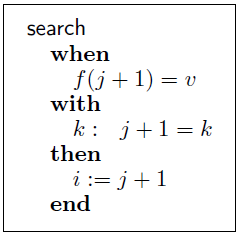 search
when
f(j + 1) = v
with
k : j + 1 = k
then
i := j + 1
end